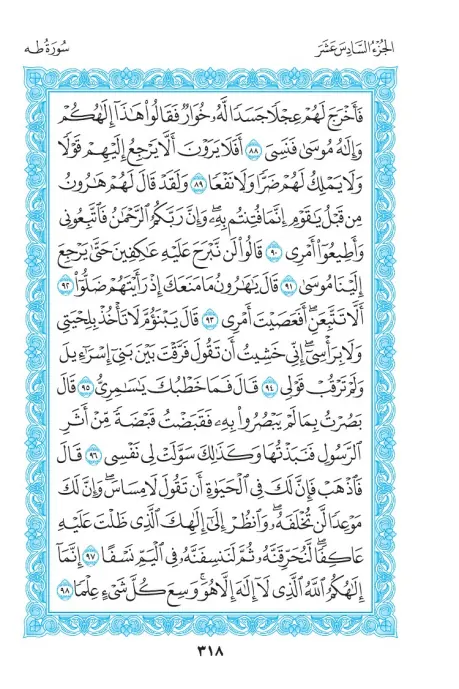 الجزء السادس عشر
سورة طه
فَأَخْرَجَ لَهُمْ عِجْلًا جَسَدًا لَّهُۥ خُوَارٌ فَقَالُوا۟ هَٰذَآ إِلَٰهُكُمْ
وَإِلَٰهُ مُوسَىٰ فَنَسِىَ ٨٨ أَفَلَا يَرَوْنَ أَلَّا يَرْجِعُ إِلَيْهِمْ قَوْلًا
وَلَا يَمْلِكُ لَهُمْ ضَرًّا وَلَا نَفْعًا ٨٩ وَلَقَدْ قَالَ لَهُمْ هَٰرُونُ
مِن قَبْلُ يَٰقَوْمِ إِنَّمَا فُتِنتُم بِهِۦ ۖ وَإِنَّ رَبَّكُمُ ٱلرَّحْمَٰنُ فَٱتَّبِعُونِى
وَأَطِيعُوٓا۟ أَمْرِى ٩٠ قَالُوا۟ لَن نَّبْرَحَ عَلَيْهِ عَٰكِفِينَ حَتَّىٰ يَرْجِعَ
إِلَيْنَا مُوسَىٰ ٩١ قَالَ يَٰهَٰرُونُ مَا مَنَعَكَ إِذْ رَأَيْتَهُمْ ضَلُّوٓا۟ ٩٢
أَلَّا تَتَّبِعَنِ ۖ أَفَعَصَيْتَ أَمْرِى ٩٣ قَالَ يَبْنَؤُمَّ لَا تَأْخُذْ بِلِحْيَتِى
وَلَا بِرَأْسِىٓ ۖ إِنِّى خَشِيتُ أَن تَقُولَ فَرَّقْتَ بَيْنَ بَنِىٓ إِسْرَٰٓءِيلَ
وَلَمْ تَرْقُبْ قَوْلِى ٩٤ قَالَ فَمَا خَطْبُكَ يَٰسَٰمِرِىُّ ٩٥ قَالَ
بَصُرْتُ بِمَا لَمْ يَبْصُرُوا۟ بِهِۦ فَقَبَضْتُ قَبْضَةً مِّنْ أَثَرِ
ٱلرَّسُولِ فَنَبَذْتُهَا وَكَذَٰلِكَ سَوَّلَتْ لِى نَفْسِى ٩٦ قَالَ
فَٱذْهَبْ فَإِنَّ لَكَ فِى ٱلْحَيَوٰةِ أَن تَقُولَ لَا مِسَاسَ ۖ وَإِنَّ لَكَ
مَوْعِدًا لَّن تُخْلَفَهُۥ ۖ وَٱنظُرْ إِلَىٰٓ إِلَٰهِكَ ٱلَّذِى ظَلْتَ عَلَيْهِ
عَاكِفًا ۖ لَّنُحَرِّقَنَّهُۥ ثُمَّ لَنَنسِفَنَّهُۥ فِى ٱلْيَمِّ نَسْفًا ٩٧ إِنَّمَآ
إِلَٰهُكُمُ ٱللَّهُ ٱلَّذِى لَآ إِلَٰهَ إِلَّا هُوَ ۚ وَسِعَ كُلَّ شَىْءٍ عِلْمًا ٩٨
٣١٨